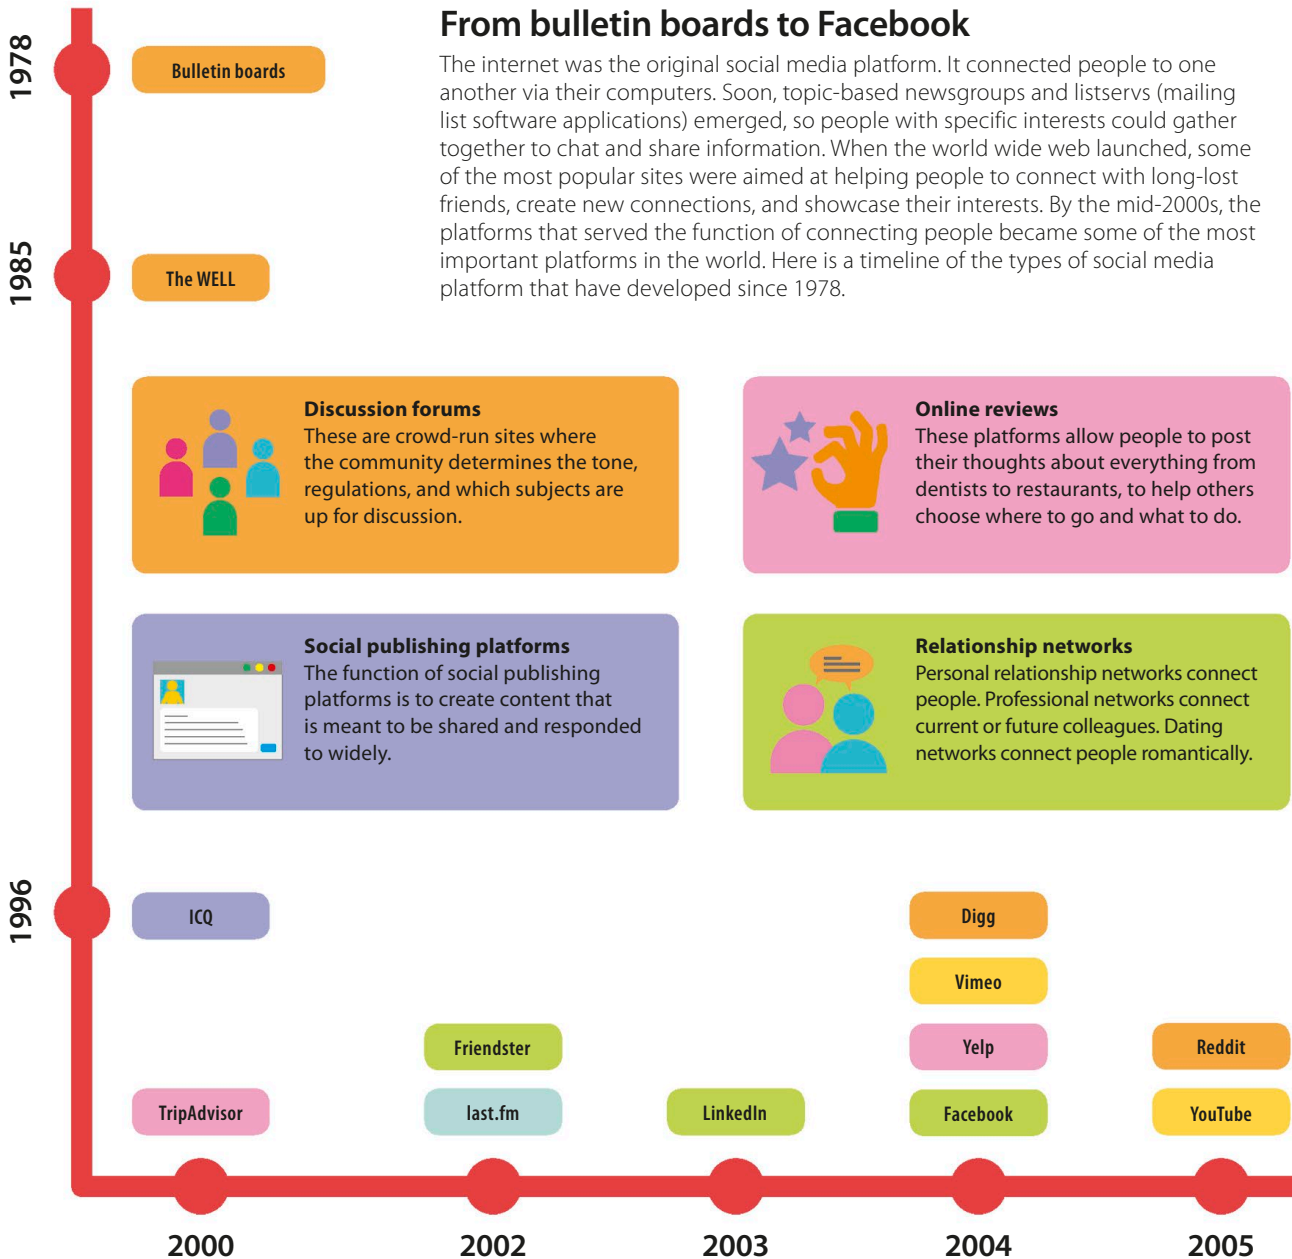 From bulletin boards to Facebook
The internet was the original social media platform. It connected people to one
another via their computers. Soon, topic-based newsgroups and listservs (mailing
list software applications) emerged, so people with specific interests could gather
together to chat and share information. When the world wide web launched, some
of the most popular sites were aimed at helping people to connect with long-lost
friends, create new connections, and showcase their interests. By the mid-2000s, the
platforms that served the function of connecting people became some of the most
important platforms in the world. Here is a timeline of the types of social media
platform that have developed since 1978.
1978
Bulletin boards
1985
The WELL
Discussion forums
These are crowd-run sites where
the community determines the tone,
regulations, and which subjects are
up for discussion.
Online reviews
These platforms allow people to post
their thoughts about everything from
dentists to restaurants, to help others
choose where to go and what to do.
Social publishing platforms
The function of social publishing
platforms is to create content that
is meant to be shared and responded
to widely.
Relationship networks
Personal relationship networks connect
people. Professional networks connect
current or future colleagues. Dating
networks connect people romantically.
1996
ICQ
TripAdvisor
2000
Friendster
last.fm
2002
LinkedIn
2003
Digg
Vimeo
Yelp
Facebook
2004
Reddit
YouTube
2005